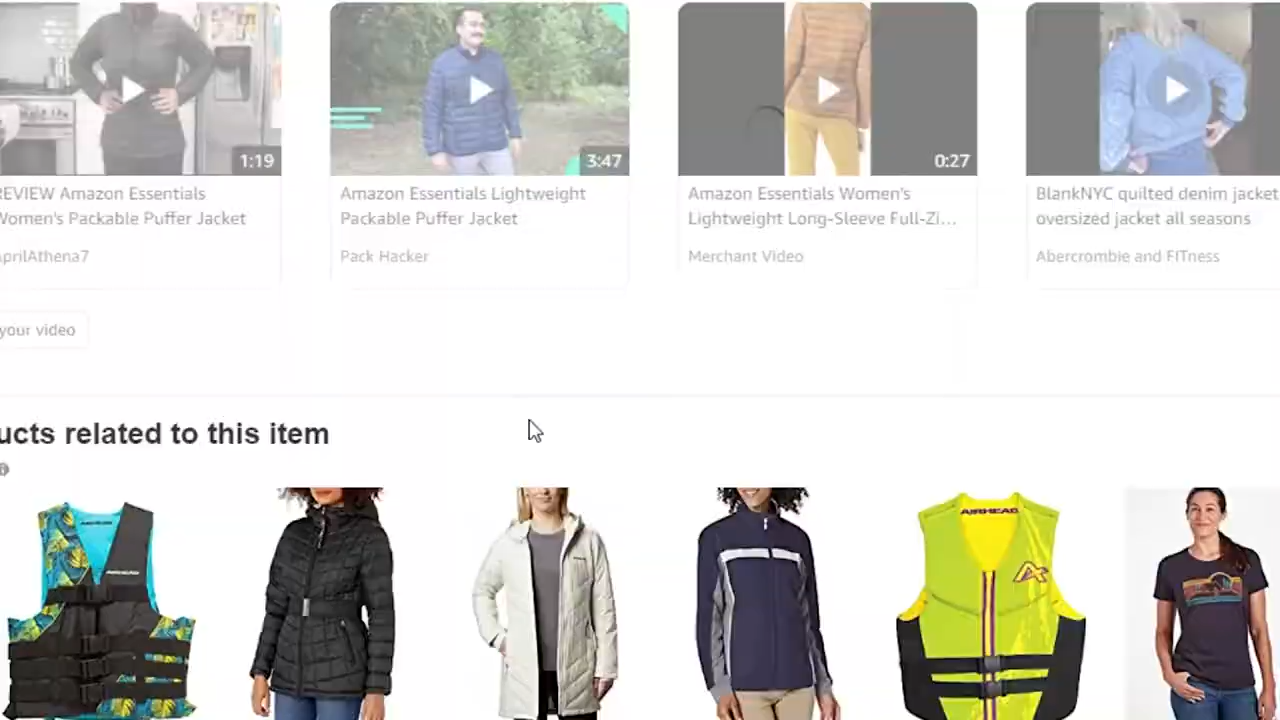 1:19
3:47
0:27
REVIEW Amazon Essentials
Women's Packable Puffer Jacket
AprilAthena7
Amazon Essentials Lightweight
Packable Puffer Jacket
Pack Hacker
Amazon Essentials Women's
Lightweight Long-Sleeve Full-Zi...
Merchant Video
BlankNYC quilted denim jacket
oversized jacket all seasons
Abercrombie and FITness
your video
ucts related to this item
AIRHEAD
AIRHEAD